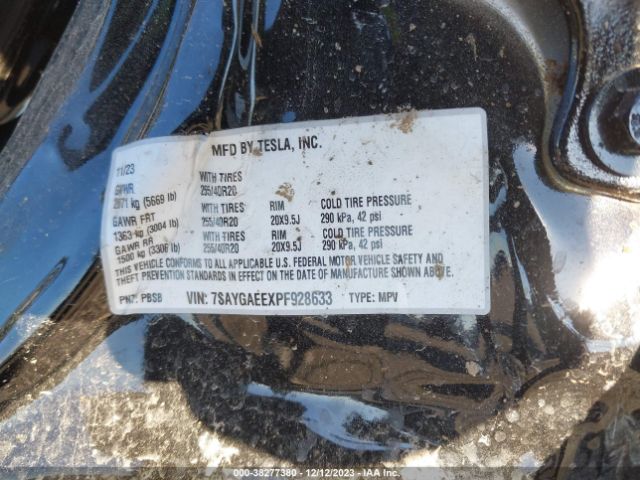 MFD BY TESLA, INC.
11/23
GVWR WITH TIRES
2571 kg (5669 lb) 255/40R20 RIM COLD TIRE PRESSURE
GAWR FRT WITH TIRES
1363 kg (3004 lb) 255/40R20 20X9.5J 290 kPa, 42 psi
GAWR RR WITH TIRES RIM COLD TIRE PRESSURE
1500 kg (3306 lb) 255/40R20 20X9.5J 290 kPa, 42 psi
THIS VEHICLE CONFORMS TO ALL APPLICABLE U.S. FEDERAL MOTOR VEHICLE SAFETY AND
THEFT PREVENTION STANDARDS IN EFFECT ON THE DATE OF MANUFACTURE SHOWN ABOVE.
PNT: PBSB VIN: 7SAYGAEEXPF928633 TYPE: MPV
000-38277380 - 12/12/2023 - IAA Inc.